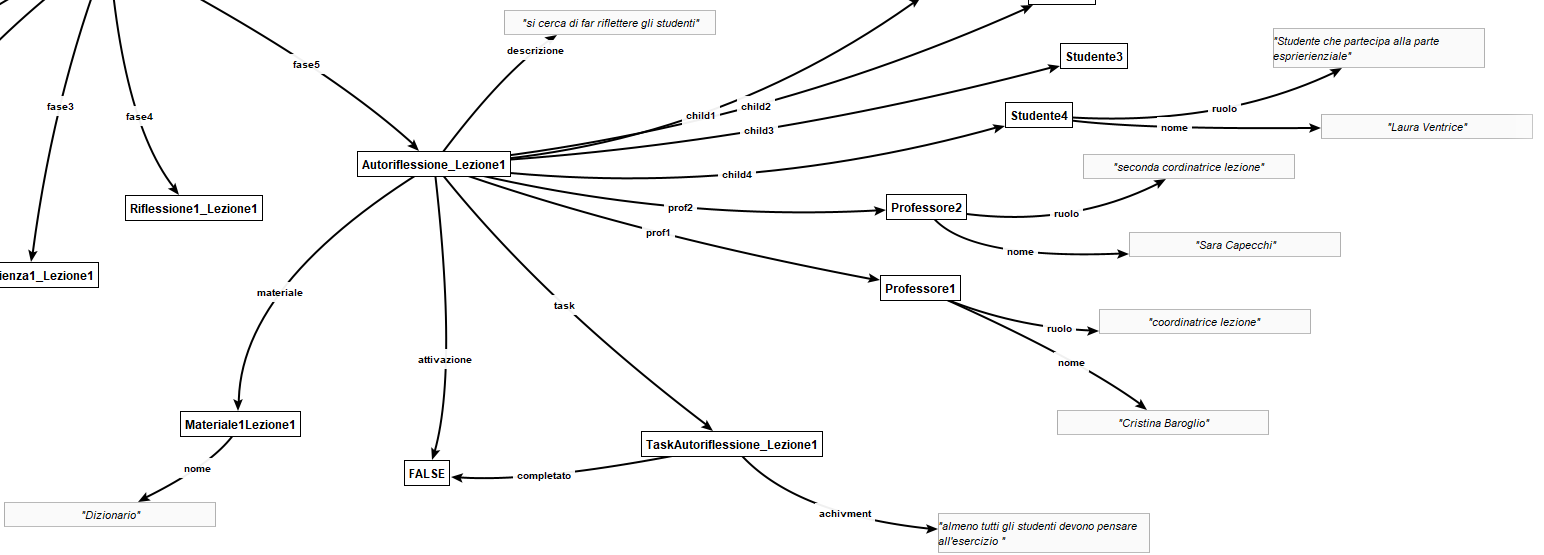 "si cerca di far riflettere gli studenti"
descrizione
fase5
Studente3
"Studente che partecipa alla parte
esprierienziale"
fase3
fase4
child1
child2
child3
Studente4
ruolo
nome
"Laura Ventrice"
Autoriflessione_Lezione1
child4
"seconda cordinatrice lezione"
Riflessione1_Lezione1
prof2
Professore2
ruolo
prof1
nome
"Sara Capecchi"
ienza1_Lezione1
materiale
task
Professore1
ruolo
"coordinatrice lezione"
attivazione
nome
Materiale1Lezione1
"Cristina Baroglio"
TaskAutoriflessione_Lezione1
nome
FALSE
completato
"Dizionario"
achivment
"almeno tutti gli studenti devono pensare
all'esercizio "